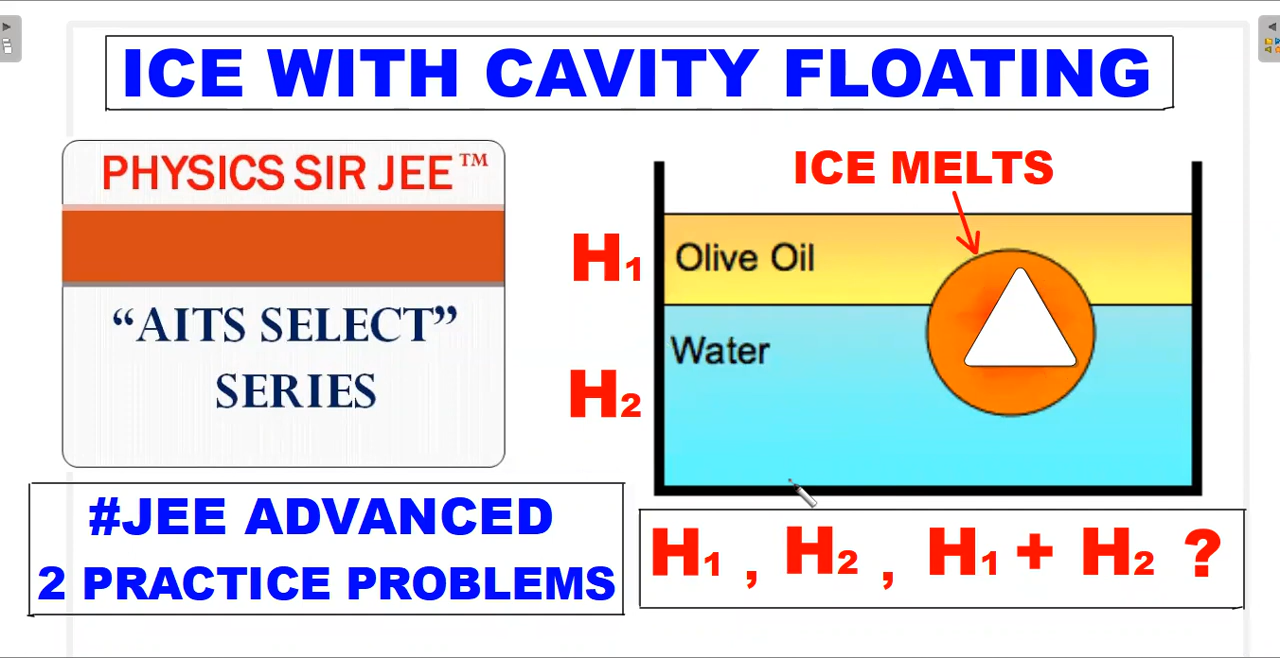 ICE WITH CAVITY FLOATING
PHYSICS SIR JEE™
“AITS SELECT”
SERIES
#JEE ADVANCED
2 PRACTICE PROBLEMS
ICE MELTS
H₁
Olive Oil
Water
H₂
H₁ , H₂ , H₁ + H₂ ?